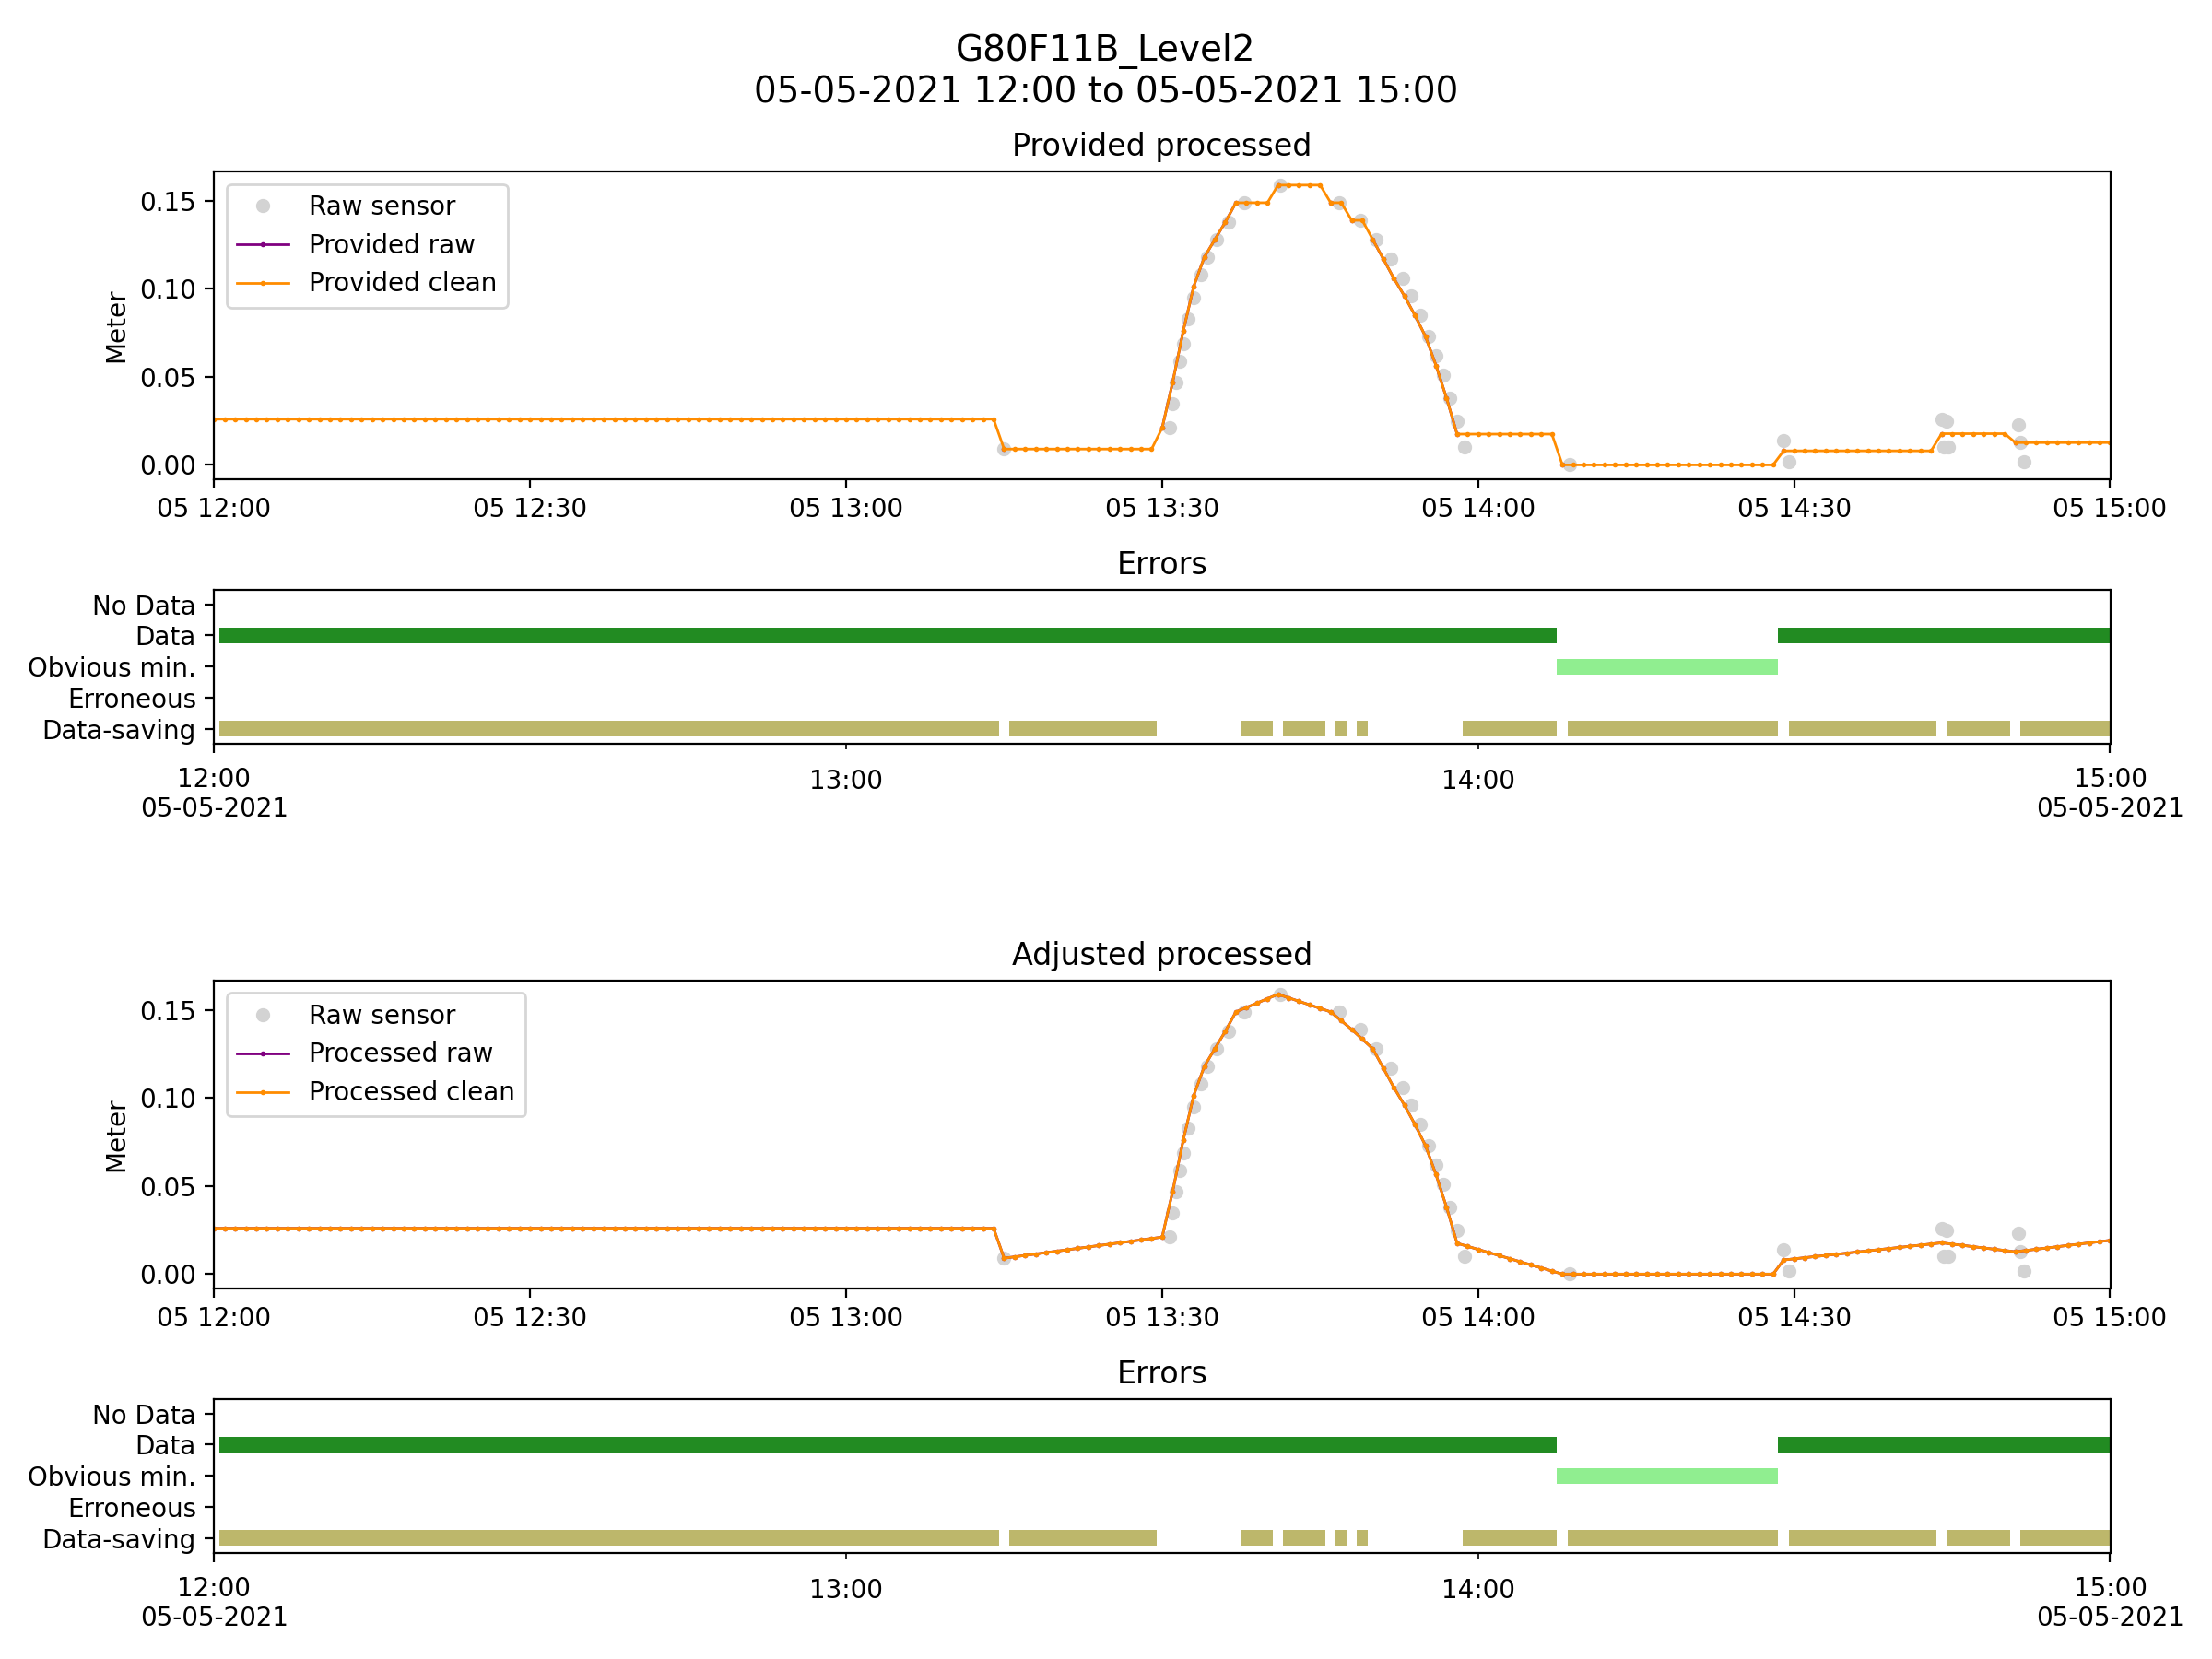 G80F11B_Level2
05-05-2021 12:00 to 05-05-2021 15:00
Provided processed
Meter
0.15
0.10
0.05
0.00
Raw sensor
Provided raw
Provided clean
05 12:00 05 12:30 05 13:00 05 13:30 05 14:00 05 14:30 05 15:00
Errors
No Data
Data
Obvious min.
Erroneous
Data-saving
12:00 13:00 14:00 15:00
05-05-2021 05-05-2021
Adjusted processed
Meter
0.15
0.10
0.05
0.00
Raw sensor
Processed raw
Processed clean
05 12:00 05 12:30 05 13:00 05 13:30 05 14:00 05 14:30 05 15:00
Errors
No Data
Data
Obvious min.
Erroneous
Data-saving
12:00 13:00 14:00 15:00
05-05-2021 05-05-2021